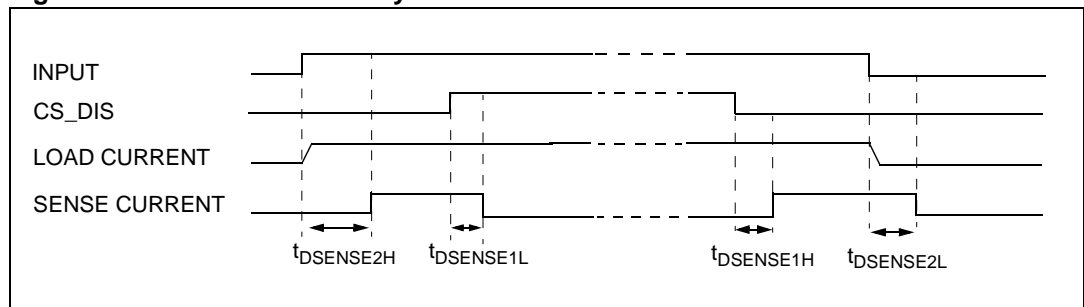 INPUT
CS_DIS
LOAD CURRENT
SENSE CURRENT
tDSENSE2H tDSENSE1L tDSENSE1H tDSENSE2L